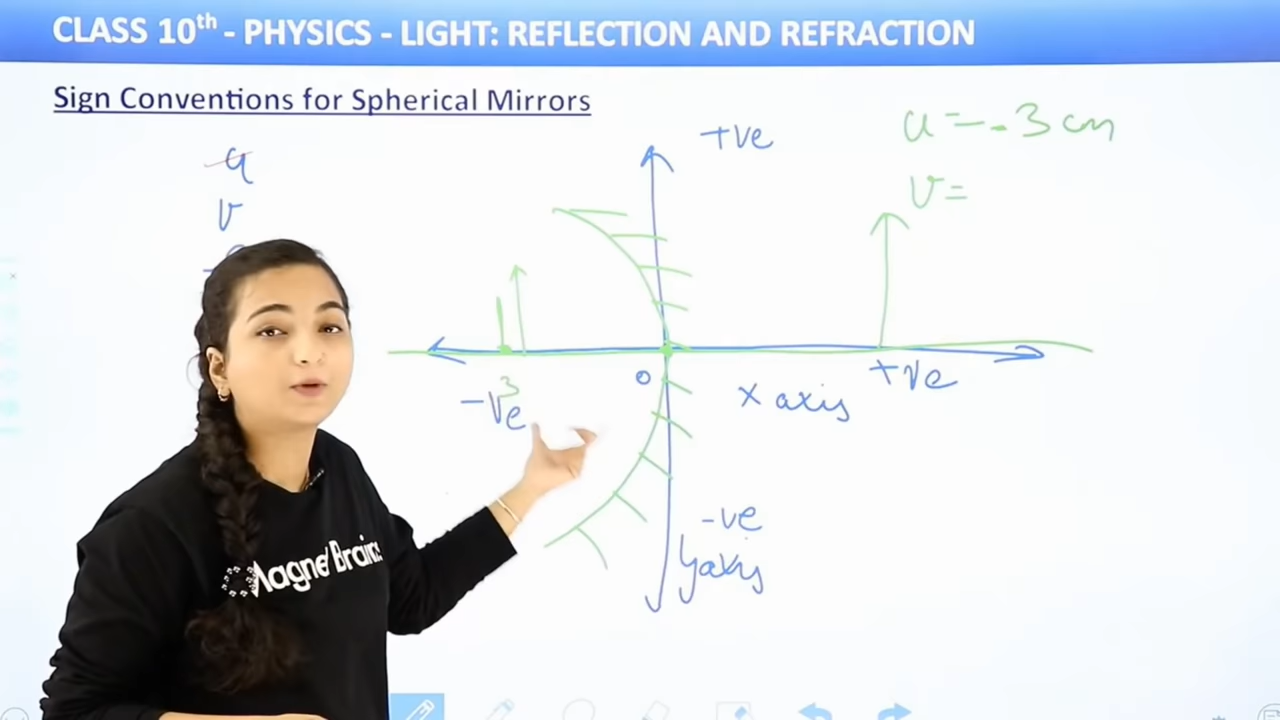 CLASS 10th - PHYSICS - LIGHT: REFLECTION AND REFRACTION
Sign Conventions for Spherical Mirrors
u = - 3 cm
+ve
u
v
v =
o
+ve
3
-ve
x axis
-ve
y axis
Magnet Brains